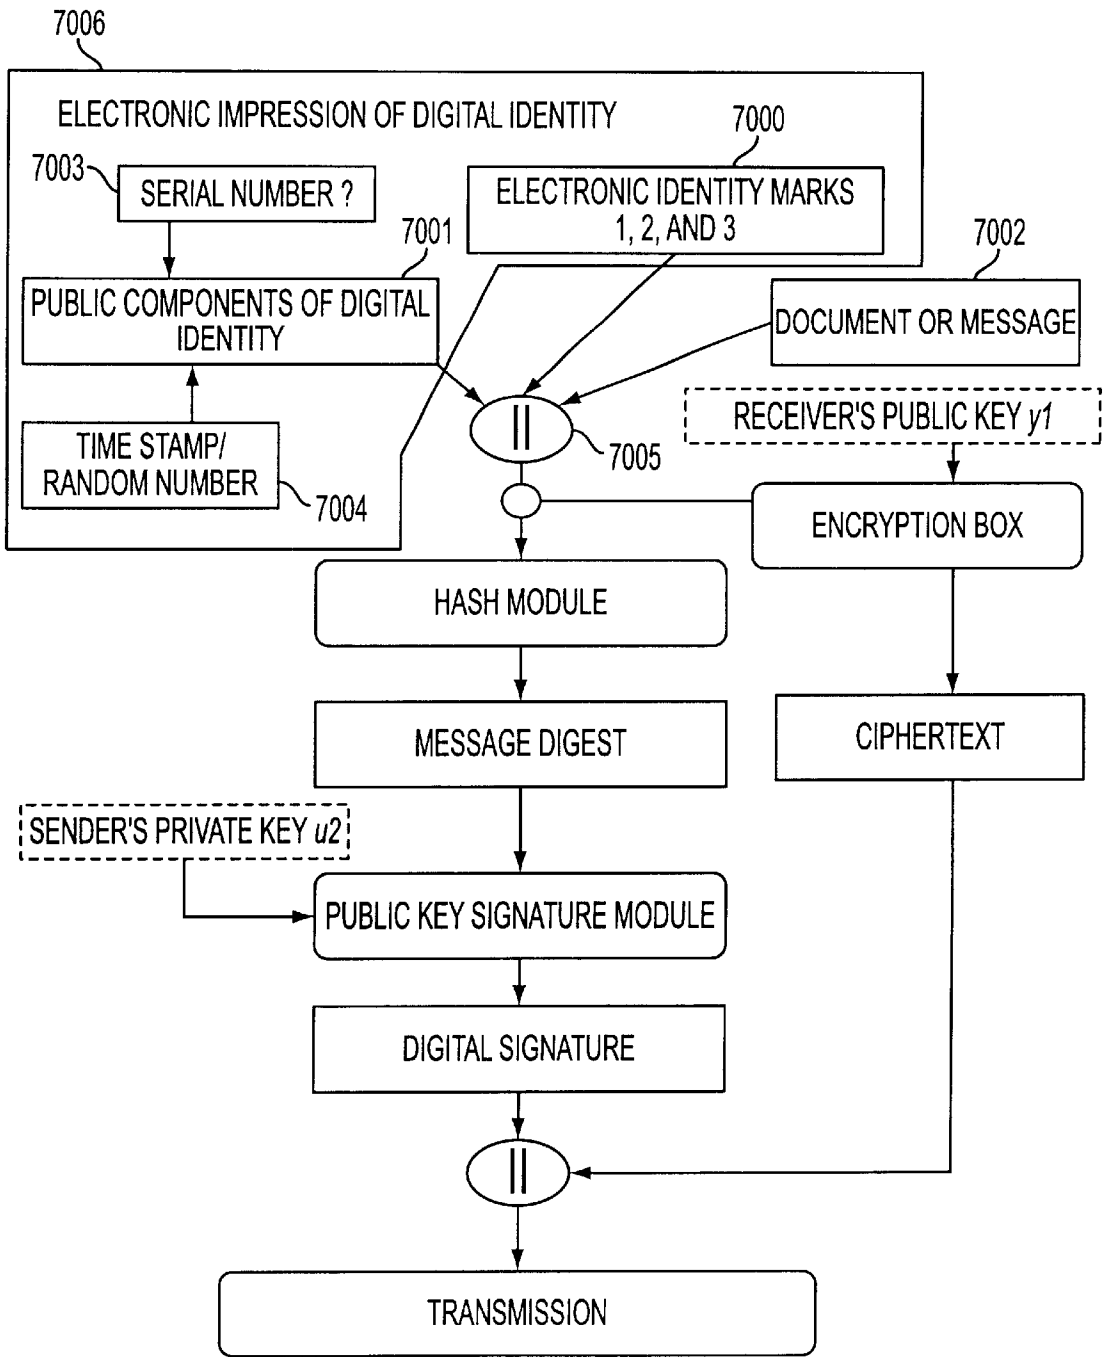 7006
ELECTRONIC IMPRESSION OF DIGITAL IDENTITY
7000
7003
SERIAL NUMBER ?
ELECTRONIC IDENTITY MARKS
1, 2, AND 3
7001
7002
PUBLIC COMPONENTS OF DIGITAL
IDENTITY
DOCUMENT OR MESSAGE
RECEIVER'S PUBLIC KEY y1
||
7005
TIME STAMP/
RANDOM NUMBER
7004
ENCRYPTION BOX
HASH MODULE
MESSAGE DIGEST
CIPHERTEXT
SENDER'S PRIVATE KEY u2
PUBLIC KEY SIGNATURE MODULE
DIGITAL SIGNATURE
||
TRANSMISSION